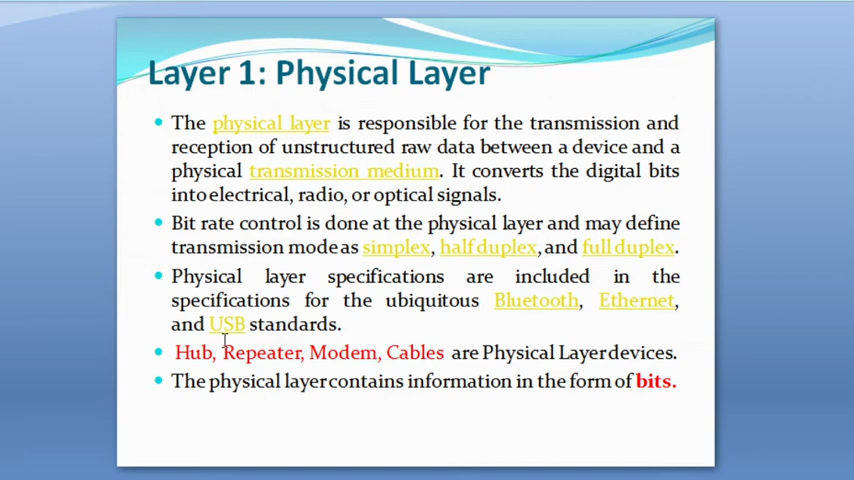 Layer 1: Physical Layer
• The physical layer is responsible for the transmission and
reception of unstructured raw data between a device and a
physical transmission medium. It converts the digital bits
into electrical, radio, or optical signals.
• Bit rate control is done at the physical layer and may define
transmission mode as simplex, half duplex, and full duplex.
• Physical layer specifications are included in the
specifications for the ubiquitous Bluetooth, Ethernet,
and USB standards.
• Hub, Repeater, Modem, Cables are Physical Layer devices.
• The physical layer contains information in the form of bits.